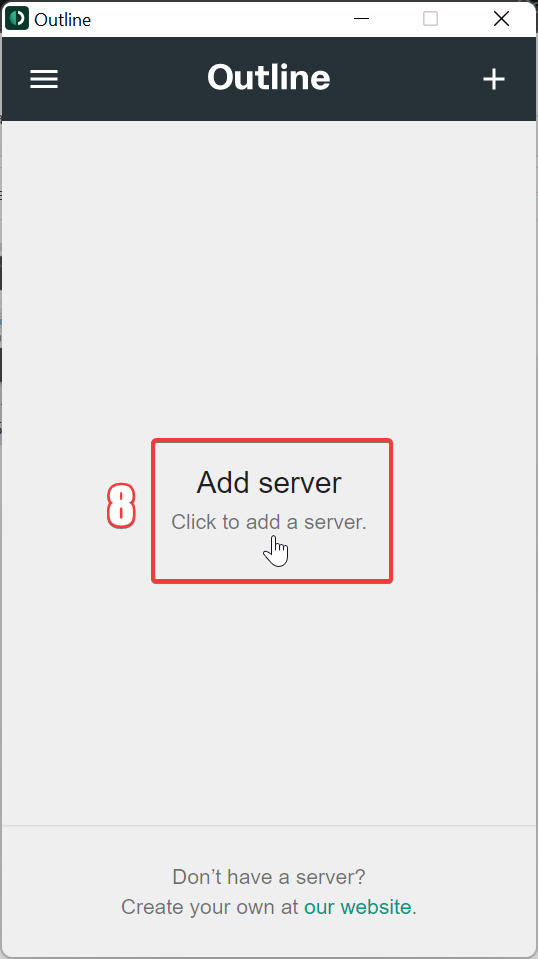 Outline
Outline
8
Add server
Click to add a server.
Don’t have a server?
Create your own at our website.